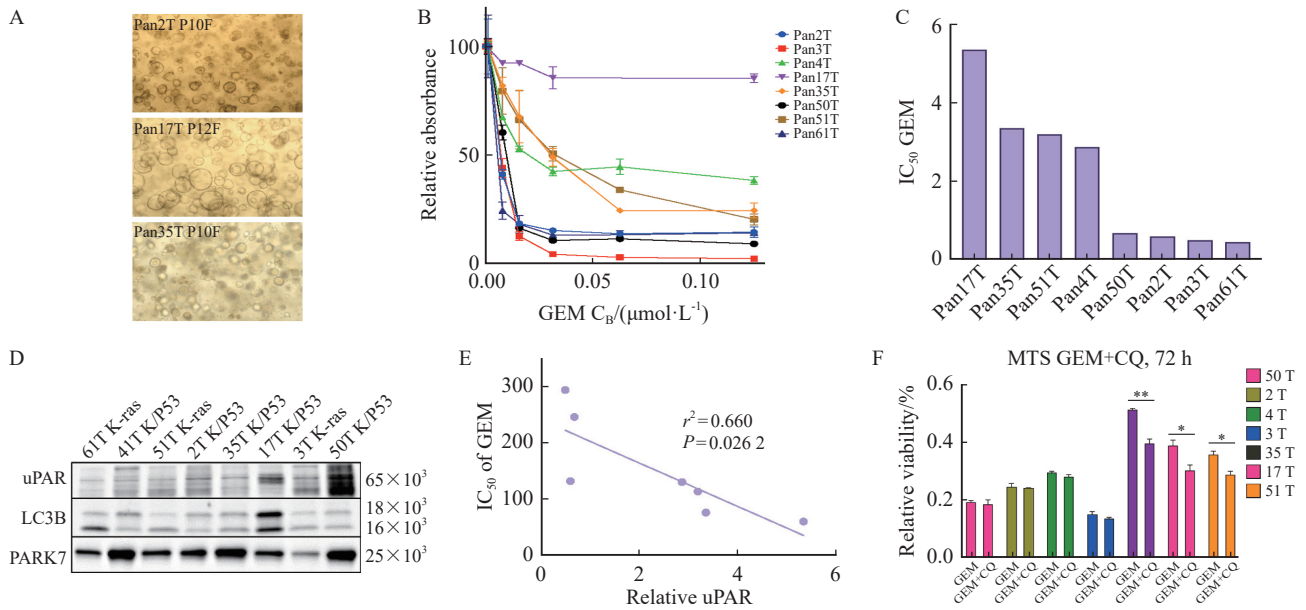 A
Pan2T P10F
Pan17T P12F
Pan35T P10F
B
Relative absorbance
100
50
0
0.00
0.05
0.10
GEM C_B/(μmol·L⁻¹)
Pan2T
Pan3T
Pan4T
Pan17T
Pan35T
Pan50T
Pan51T
Pan61T
C
IC₅₀ GEM
6
3
0
Pan17T
Pan35T
Pan51T
Pan4T
Pan50T
Pan2T
Pan3T
Pan61T
D
61T K-ras
41T K/P53
51T K-ras
2T K/P53
35T K/P53
17T K/P53
3T K-ras
50T K/P53
uPAR
65×10³
LC3B
18×10³
16×10³
PARK7
25×10³
E
IC₅₀ of GEM
300
200
100
0
0
2
4
6
r²=0.660
P=0.026 2
Relative uPAR
F
MTS GEM+CQ, 72 h
Relative viability/%
0.6
0.4
0.2
0.0
**
*
*
GEM
GEM+CQ
GEM
GEM+CQ
GEM
GEM+CQ
GEM
GEM+CQ
GEM
GEM+CQ
GEM
GEM+CQ
GEM
GEM+CQ
50 T
2 T
4 T
3 T
35 T
17 T
51 T